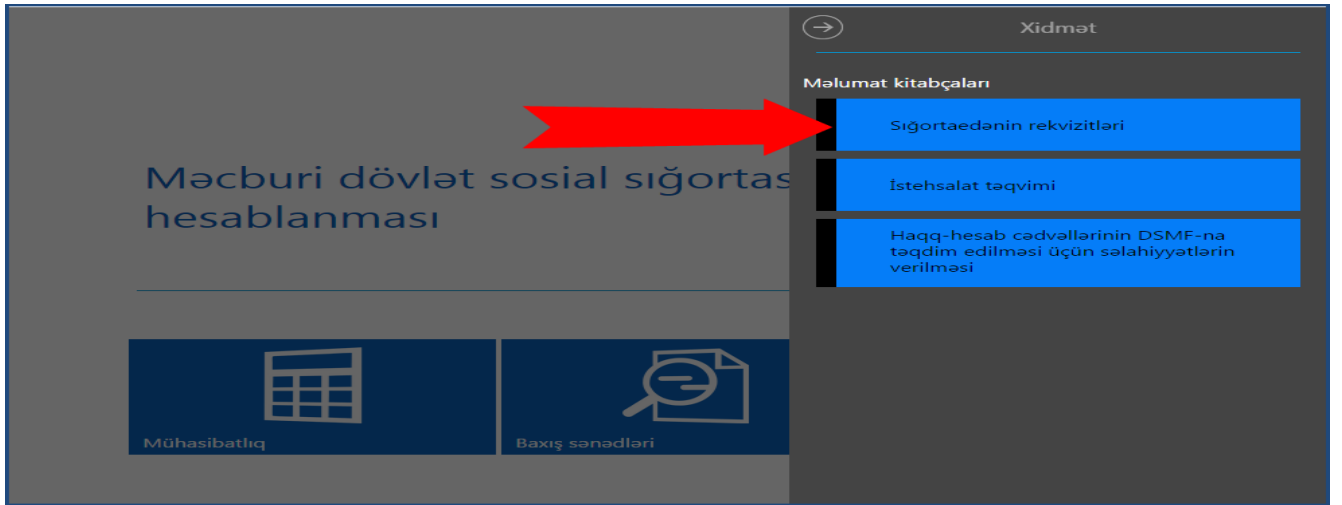 Xidmət
Məlumat kitabçaları
Sığortaedənin rekvizitləri
İstehsalat təqvimi
Haqq-hesab cədvəllərinin DSMF-na
təqdim edilməsi üçün səlahiyyətlərin
verilməsi
Məcburi dövlət sosial sığortas
hesablanması
Mühasibatlıq
Baxış sənədləri